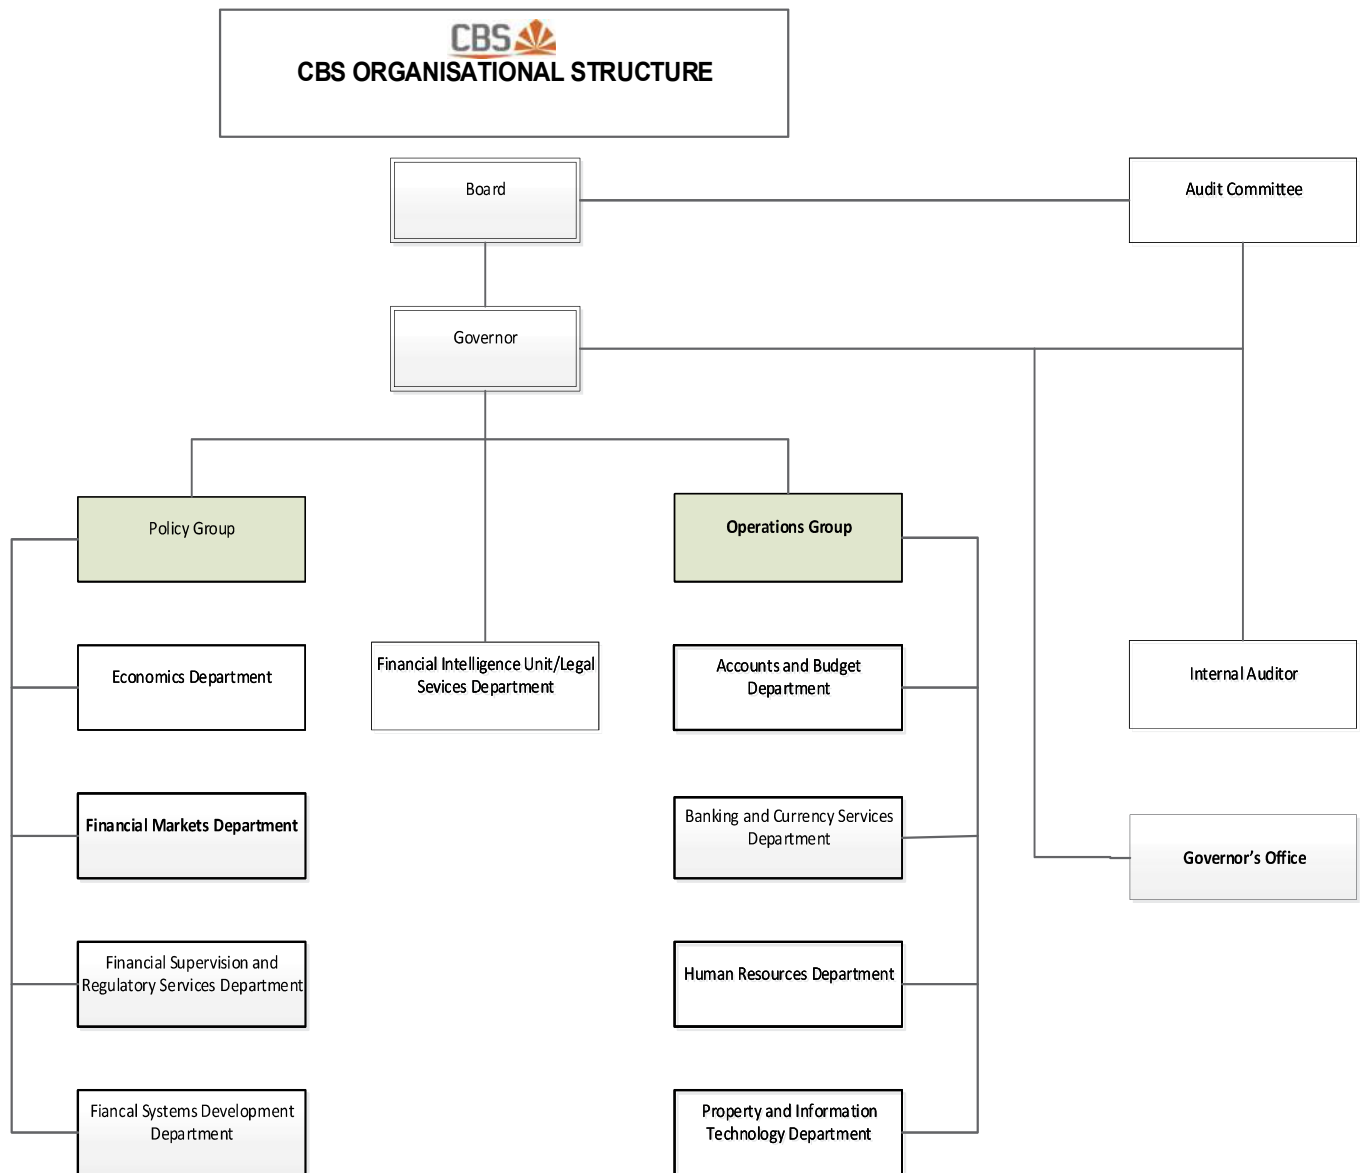 CBS
CBS ORGANISATIONAL STRUCTURE
Board
Audit Committee
Governor
Policy Group
Operations Group
Economics Department
Financial Intelligence Unit/Legal
Sevices Department
Accounts and Budget
Department
Internal Auditor
Financial Markets Department
Banking and Currency Services
Department
Governor's Office
Financial Supervision and
Regulatory Services Department
Human Resources Department
Fiancal Systems Development
Department
Property and Information
Technology Department